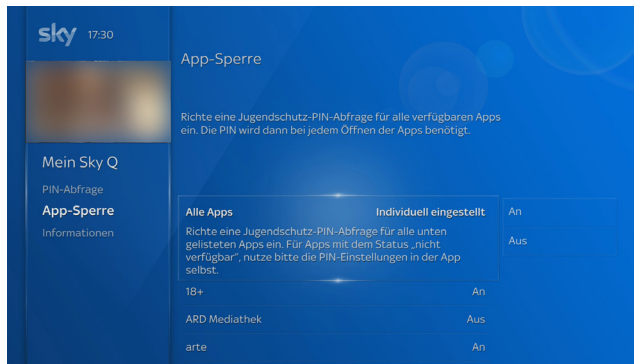 sky 17:30
App-Sperre
Richte eine Jugendschutz-PIN-Abfrage für alle verfügbaren Apps
ein. Die PIN wird dann bei jedem Öffnen der Apps benötigt.
Mein Sky Q
PIN-Abfrage
App-Sperre
Informationen
Alle Apps Individuell eingestellt
Richte eine Jugendschutz-PIN-Abfrage für alle unten
gelisteten Apps ein. Für Apps mit dem Status „nicht
verfügbar", nutze bitte die PIN-Einstellungen in der App
selbst.
An
Aus
18+ An
ARD Mediathek Aus
arte An